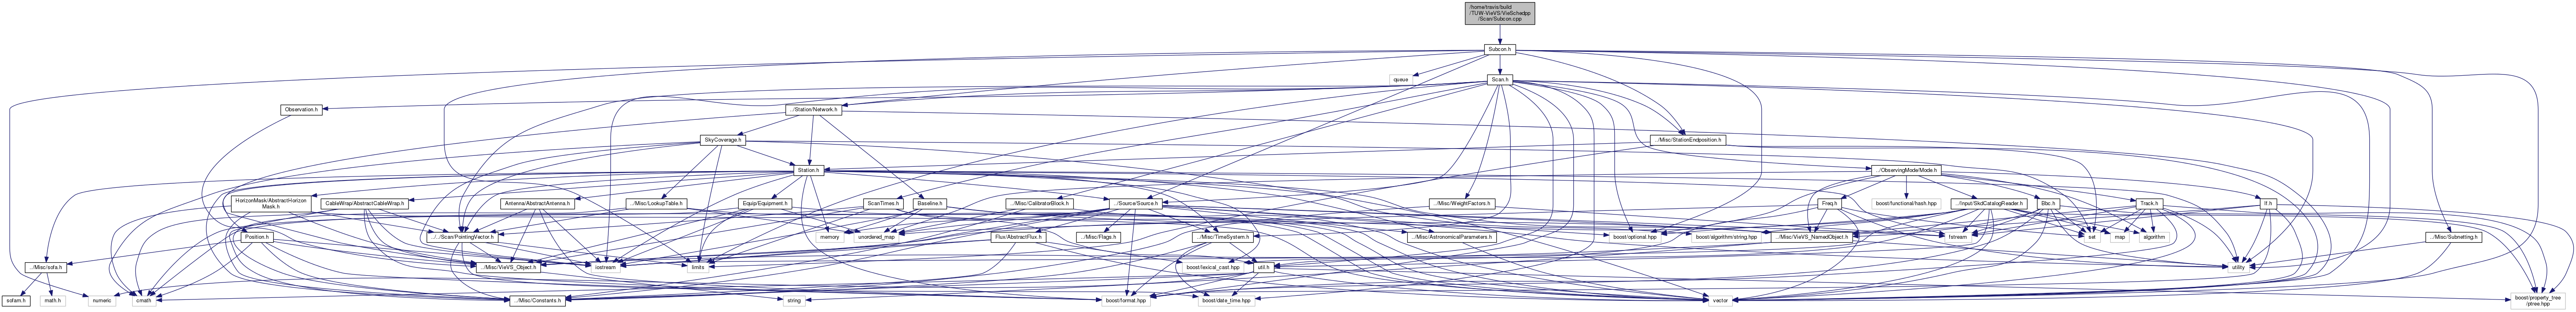 /home/travis/build
/TUW-VieVS/VieSchedpp
/Scan/Subcon.cpp
Subcon.h
queue
Scan.h
Observation.h
../Station/Network.h
SkyCoverage.h
../Misc/StationEndposition.h
Station.h
../ObservingMode/Mode.h
HorizonMask/AbstractHorizon
Mask.h
CableWrap/AbstractCableWrap.h
Antenna/AbstractAntenna.h
../Misc/LookupTable.h
Equip/Equipment.h
ScanTimes.h
Baseline.h
../Misc/CalibratorBlock.h
../Source/Source.h
../Misc/WeightFactors.h
Freq.h
boost/functional/hash.hpp
../Input/SkdCatalogReader.h
Bbc.h
Track.h
If.h
Position.h
../../Scan/PointingVector.h
memory
unordered_map
Flux/AbstractFlux.h
../Misc/Flags.h
../Misc/TimeSystem.h
../Misc/AstronomicalParameters.h
boost/optional.hpp
boost/algorithm/string.hpp
../Misc/VieVS_NamedObject.h
fstream
set
map
algorithm
../Misc/Subnetting.h
../Misc/sofa.h
../Misc/VieVS_Object.h
iostream
limits
boost/lexical_cast.hpp
util.h
utility
sofam.h
math.h
numeric
cmath
../Misc/Constants.h
string
boost/format.hpp
boost/date_time.hpp
vector
boost/property_tree
/ptree.hpp